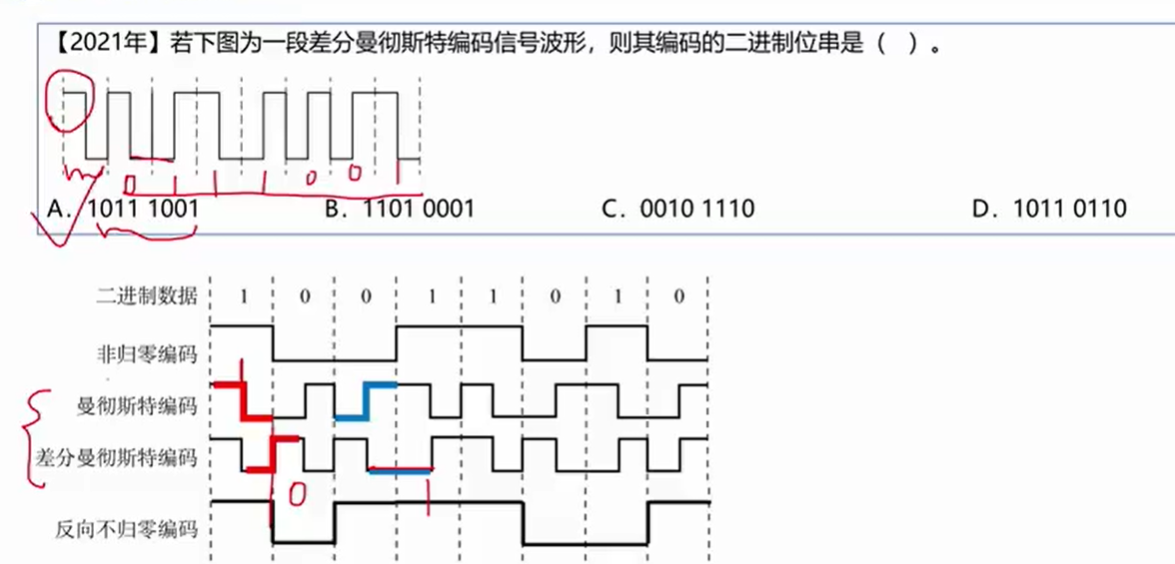 【2021年】若下图为一段差分曼彻斯特编码信号波形，则其编码的二进制位串是（ ）。
0 1 1 1 0 0 1
A. 1011 1001 B. 1101 0001 C. 0010 1110 D. 1011 0110
二进制数据 1 0 0 1 1 0 1 0
非归零编码
曼彻斯特编码
差分曼彻斯特编码
0 1
反向不归零编码